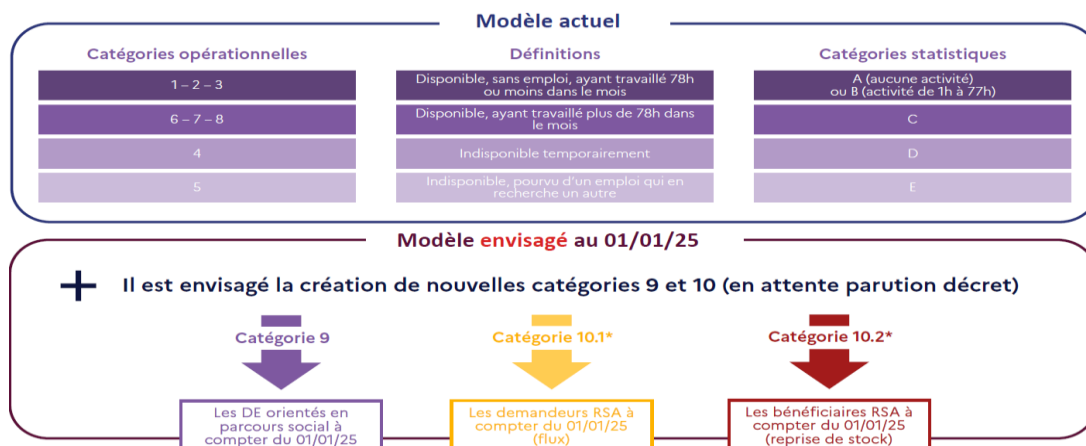 Modèle actuel
Catégories opérationnelles
Définitions
Catégories statistiques
1 – 2 – 3
Disponible, sans emploi, ayant travaillé 78h
ou moins dans le mois
A (aucune activité)
ou B (activité de 1h à 77h)
6 – 7 – 8
Disponible, ayant travaillé plus de 78h dans
le mois
C
4
Indisponible temporairement
D
5
Indisponible, pourvu d'un emploi qui en
recherche un autre
E
Modèle envisagé au 01/01/25
+ Il est envisagé la création de nouvelles catégories 9 et 10 (en attente parution décret)
Catégorie 9
Catégorie 10.1*
Catégorie 10.2*
Les DE orientés en
parcours social à
compter du 01/01/25
Les demandeurs RSA à
compter du 01/01/25
(flux)
Les bénéficiaires RSA à
compter du 01/01/25
(reprise de stock)